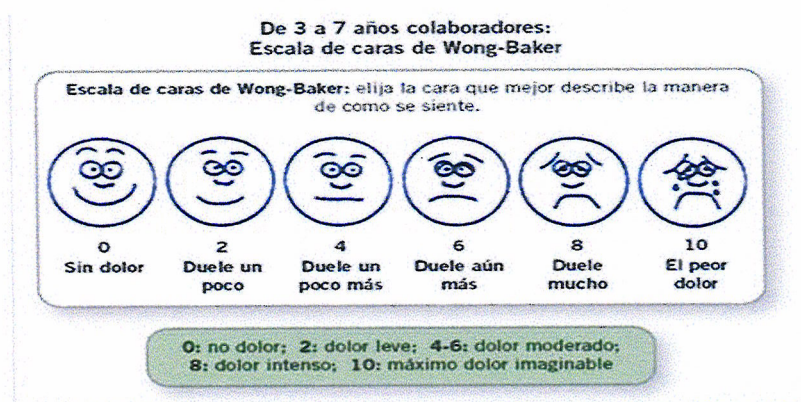 De 3 a 7 años colaboradores:
Escala de caras de Wong-Baker
Escala de caras de Wong-Baker: elija la cara que mejor describe la manera
de como se siente.
0 2 4 6 8 10
Sin dolor Duele un Duele un Duele aún Duele El peor
poco poco más más mucho dolor
0: no dolor; 2: dolor leve; 4-6: dolor moderado;
8: dolor intenso; 10: máximo dolor imaginable